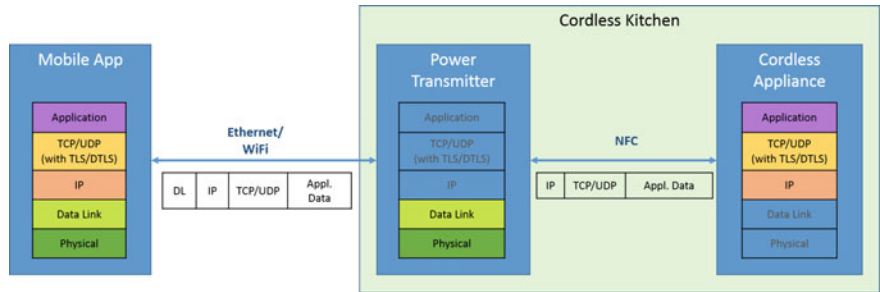 Cordless Kitchen
Mobile App
Application
TCP/UDP
(with TLS/DTLS)
IP
Data Link
Physical
Ethernet/
WiFi
DL IP TCP/UDP Appl.
Data
Power
Transmitter
Application
TCP/UDP
(with TLS/DTLS)
IP
Data Link
Physical
NFC
IP TCP/UDP Appl. Data
Cordless
Appliance
Application
TCP/UDP
(with TLS/DTLS)
IP
Data Link
Physical